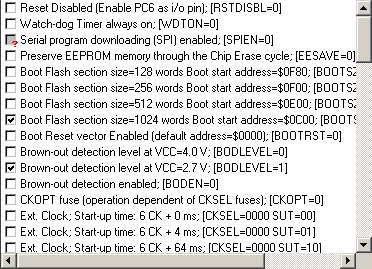 Reset Disabled (Enable PC6 as i/o pin); [RSTDISBL=0]
Watch-dog Timer always on; [WDTON=0]
Serial program downloading (SPI) enabled; [SPIEN=0]
Preserve EEPROM memory through the Chip Erase cycle; [EESAVE=0]
Boot Flash section size=128 words Boot start address=$0F80; [BOOTS
Boot Flash section size=256 words Boot start address=$0F00; [BOOTS
Boot Flash section size=512 words Boot start address=$0E00; [BOOTS
Boot Flash section size=1024 words Boot start address=$0C00; [BOOTS
Boot Reset vector Enabled (default address=$0000); [BOOTRST=0]
Brown-out detection level at VCC=4.0 V; [BODLEVEL=0]
Brown-out detection level at VCC=2.7 V; [BODLEVEL=1]
Brown-out detection enabled; [BODEN=0]
CKOPT fuse (operation dependent of CKSEL fuses); [CKOPT=0]
Ext. Clock; Start-up time: 6 CK + 0 ms; [CKSEL=0000 SUT=00]
Ext. Clock; Start-up time: 6 CK + 4 ms; [CKSEL=0000 SUT=01]
Ext. Clock; Start-up time: 6 CK + 64 ms; [CKSEL=0000 SUT=10]